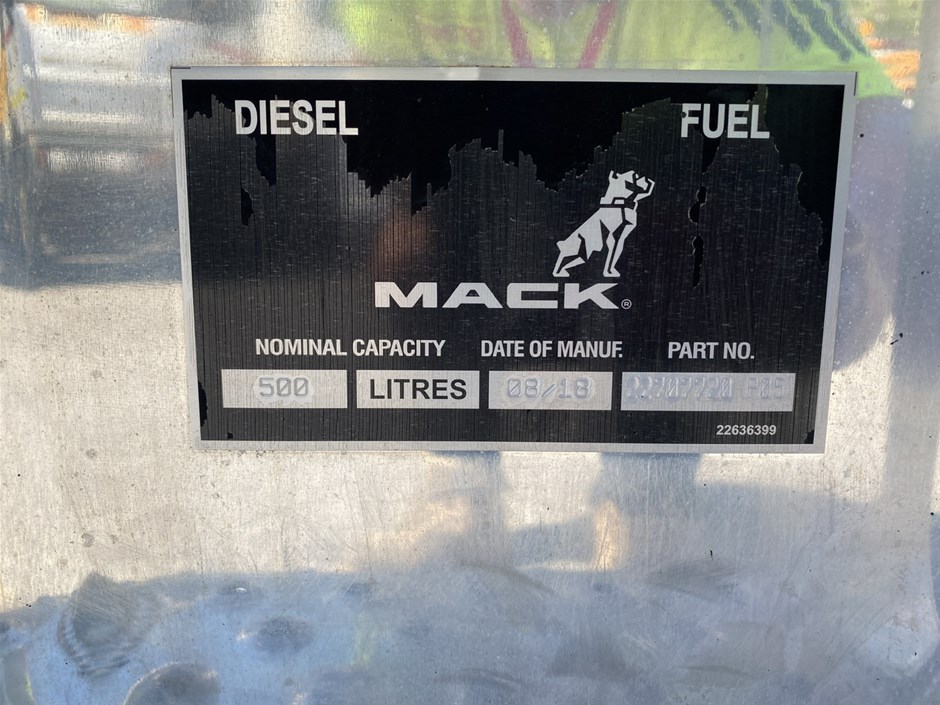 DIESEL FUEL
MACK®
NOMINAL CAPACITY DATE OF MANUF. PART NO.
500 LITRES 08/18
22636399